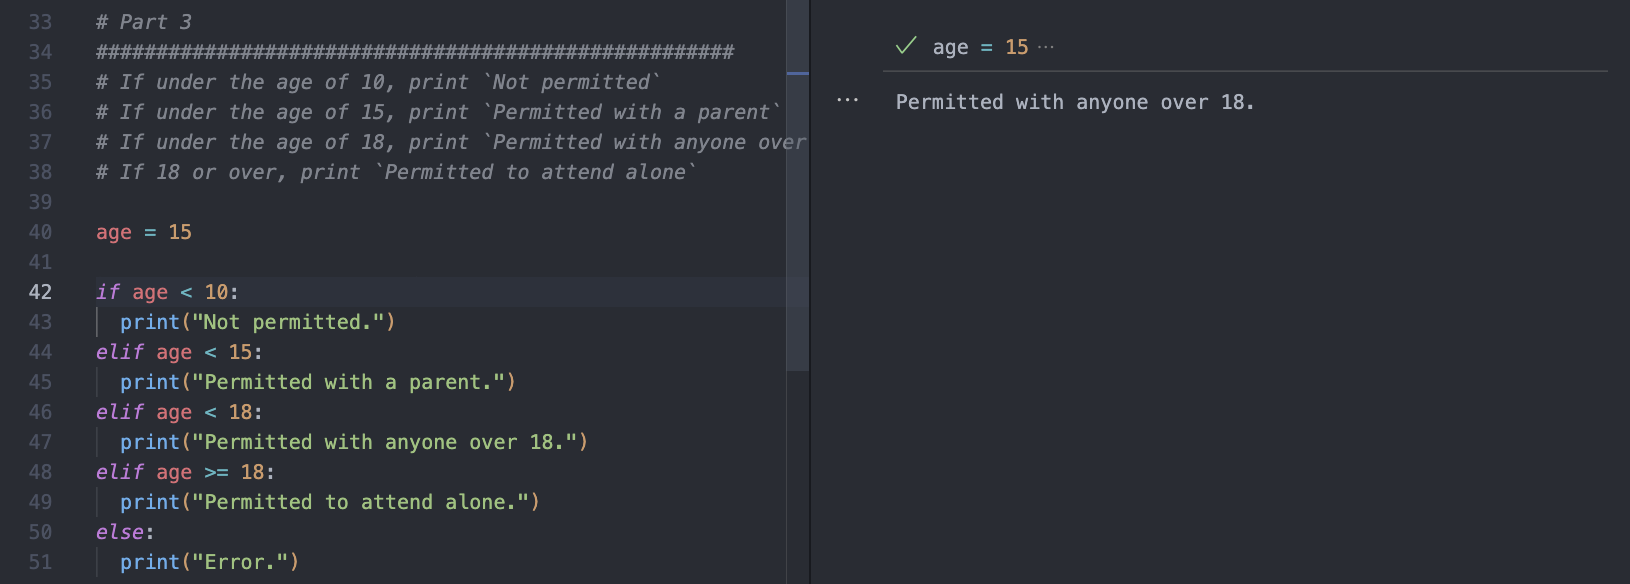 33 # Part 3
34 #####################################################
35 # If under the age of 10, print `Not permitted`
36 # If under the age of 15, print `Permitted with a parent`
37 # If under the age of 18, print `Permitted with anyone over
38 # If 18 or over, print `Permitted to attend alone`
39
40 age = 15
41
42 if age < 10:
43 print("Not permitted.")
44 elif age < 15:
45 print("Permitted with a parent.")
46 elif age < 18:
47 print("Permitted with anyone over 18.")
48 elif age >= 18:
49 print("Permitted to attend alone.")
50 else:
51 print("Error.")
age = 15 ...
... Permitted with anyone over 18.